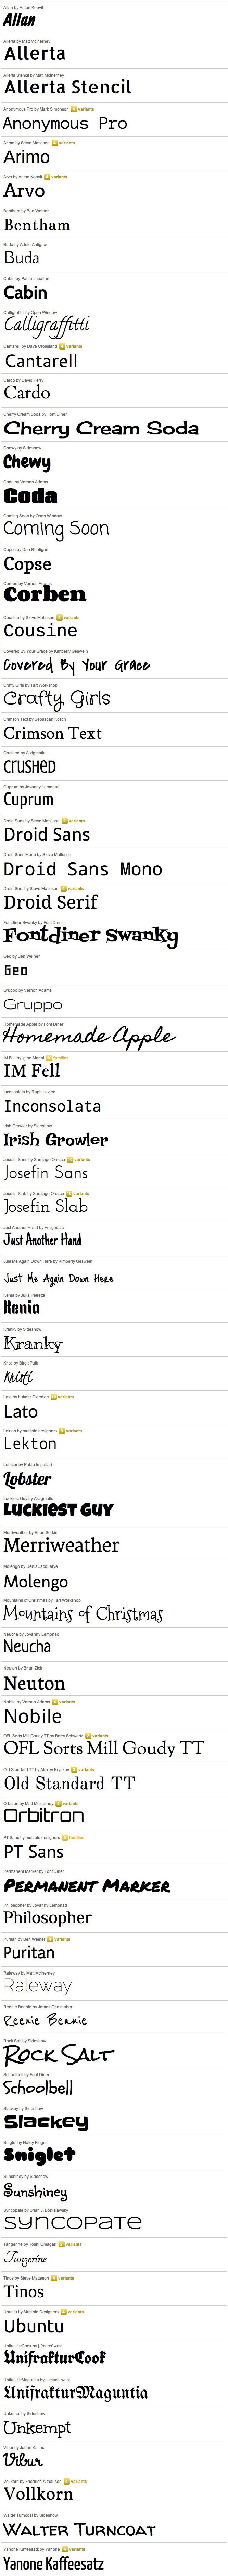 Allan by Anton Koovit
Allan
Allerta by Matt McInerney
Allerta
Allerta Stencil by Matt McInerney
Allerta Stencil
Anonymous Pro by Mark Simonson 4 variants
Anonymous Pro
Arimo by Steve Matteson 4 variants
Arimo
Arvo by Anton Koovit 4 variants
Arvo
Bentham by Ben Weiner
Bentham
Buda by Adèle Antignac
Buda
Cabin by Pablo Impallari
Cabin
Calligraffitti by Open Window
Calligraffitti
Cantarell by Dave Crossland 4 variants
Cantarell
Cardo by David Perry
Cardo
Cherry Cream Soda by Font Diner
Cherry Cream Soda
Chewy by Sideshow
Chewy
Coda by Vernon Adams
Coda
Coming Soon by Open Window
Coming Soon
Copse by Dan Rhatigan
Copse
Corben by Vernon Adams
Corben
Cousine by Steve Matteson 4 variants
Cousine
Covered By Your Grace by Kimberly Geswein
Covered By Your Grace
Crafty Girls by Tart Workshop
Crafty Girls
Crimson Text by Sebastian Kosch
Crimson Text
Crushed by Astigmatic
Crushed
Cuprum by Jovanny Lemonad
Cuprum
Droid Sans by Steve Matteson 2 variants
Droid Sans
Droid Sans Mono by Steve Matteson
Droid Sans Mono
Droid Serif by Steve Matteson 4 variants
Droid Serif
Fontdiner Swanky by Font Diner
Fontdiner Swanky
Geo by Ben Weiner
Geo
Gruppo by Vernon Adams
Gruppo
Homemade Apple by Font Diner
Homemade Apple
IM Fell by Igino Marini families
IM Fell
Inconsolata by Raph Levien
Inconsolata
Irish Growler by Sideshow
Irish Growler
Josefin Sans by Santiago Orozco 10 variants
Josefin Sans
Josefin Slab by Santiago Orozco 10 variants
Josefin Slab
Just Another Hand by Astigmatic
Just Another Hand
Just Me Again Down Here by Kimberly Geswein
Just Me Again Down Here
Kenia by Julia Petretta
Kenia
Kranky by Sideshow
Kranky
Kristi by Birgit Pulk
Kristi
Lato by Łukasz Dziedzic 10 variants
Lato
Lekton by multiple designers 3 variants
Lekton
Lobster by Pablo Impallari
Lobster
Luckiest Guy by Astigmatic
Luckiest Guy
Merriweather by Eben Sorkin
Merriweather
Molengo by Denis Jacquerye
Molengo
Mountains of Christmas by Tart Workshop
Mountains of Christmas
Neucha by Jovanny Lemonad
Neucha
Neuton by Brian Zick
Neuton
Nobile by Vernon Adams 4 variants
Nobile
OFL Sorts Mill Goudy TT by Barry Schwartz 2 variants
OFL Sorts Mill Goudy TT
Old Standard TT by Alexey Kryukov 3 variants
Old Standard TT
Orbitron by Matt McInerney 4 variants
Orbitron
PT Sans by multiple designers families
PT Sans
Permanent Marker by Font Diner
Permanent Marker
Philosopher by Jovanny Lemonad
Philosopher
Puritan by Ben Weiner 4 variants
Puritan
Raleway by Matt McInerney
Raleway
Reenie Beanie by James Grieshaber
Reenie Beanie
Rock Salt by Sideshow
Rock Salt
Schoolbell by Font Diner
Schoolbell
Slackey by Sideshow
Slackey
Sniglet by Haley Fiege
Sniglet
Sunshiney by Sideshow
Sunshiney
Syncopate by Brian J. Bonislawsky
Syncopate
Tangerine by Toshi Omagari 2 variants
Tangerine
Tinos by Steve Matteson 4 variants
Tinos
Ubuntu by Multiple Designers variants
Ubuntu
UnifrakturCook by j. 'mach' wust
UnifrakturCook
UnifrakturMaguntia by j. 'mach' wust
UnifrakturMaguntia
Unkempt by Sideshow
Unkempt
Vibur by Johan Kallas
Vibur
Vollkorn by Friedrich Althausen 4 variants
Vollkorn
Walter Turncoat by Sideshow
Walter Turncoat
Yanone Kaffeesatz by Yanone 4 variants
Yanone Kaffeesatz